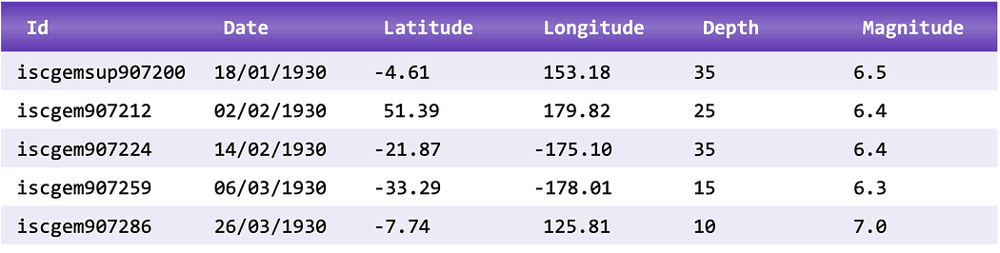 Id Date Latitude Longitude Depth Magnitude
iscgemsup907200 18/01/1930 -4.61 153.18 35 6.5
iscgem907212 02/02/1930 51.39 179.82 25 6.4
iscgem907224 14/02/1930 -21.87 -175.10 35 6.4
iscgem907259 06/03/1930 -33.29 -178.01 15 6.3
iscgem907286 26/03/1930 -7.74 125.81 10 7.0